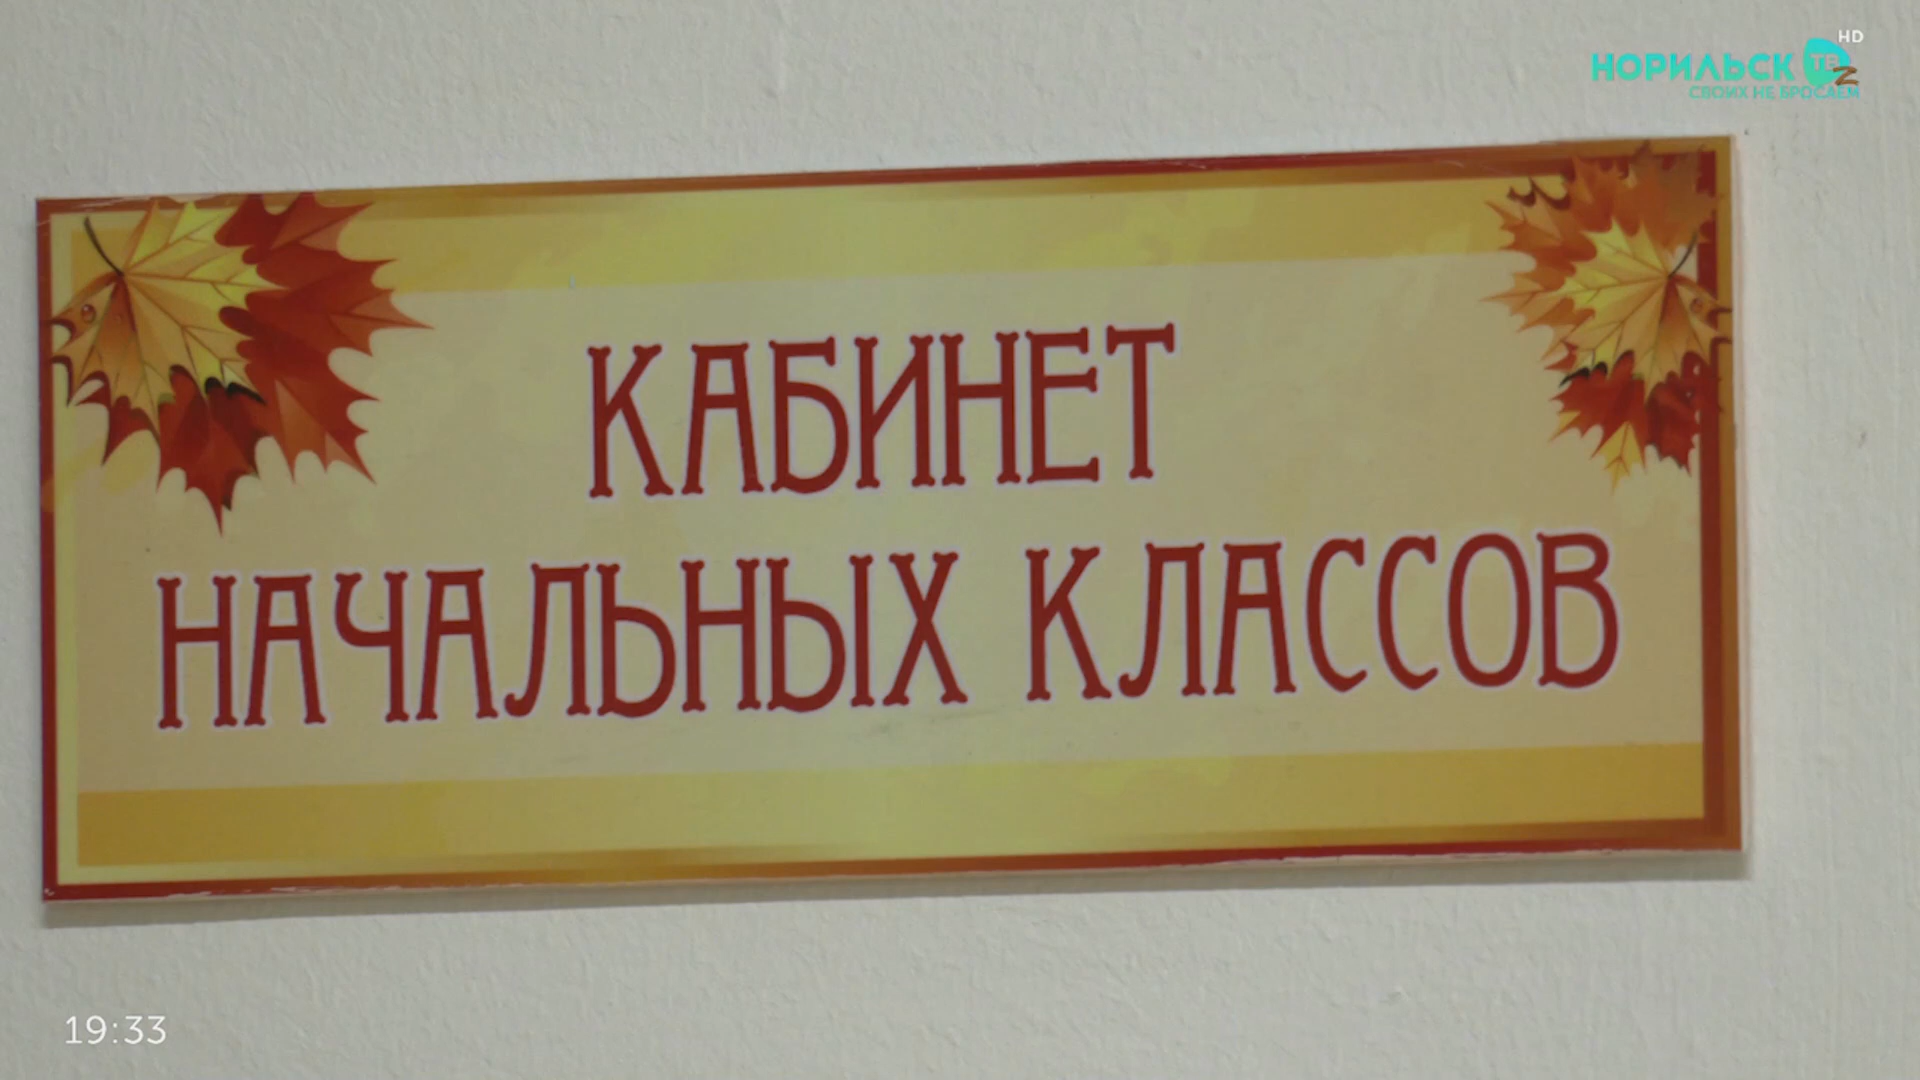 HD
НОРИЛЬСК ТВ
СВОИХ НЕ БРОСАЕМ
КАБИНЕТ
НАЧАЛЬНЫХ КЛАССОВ
19:33